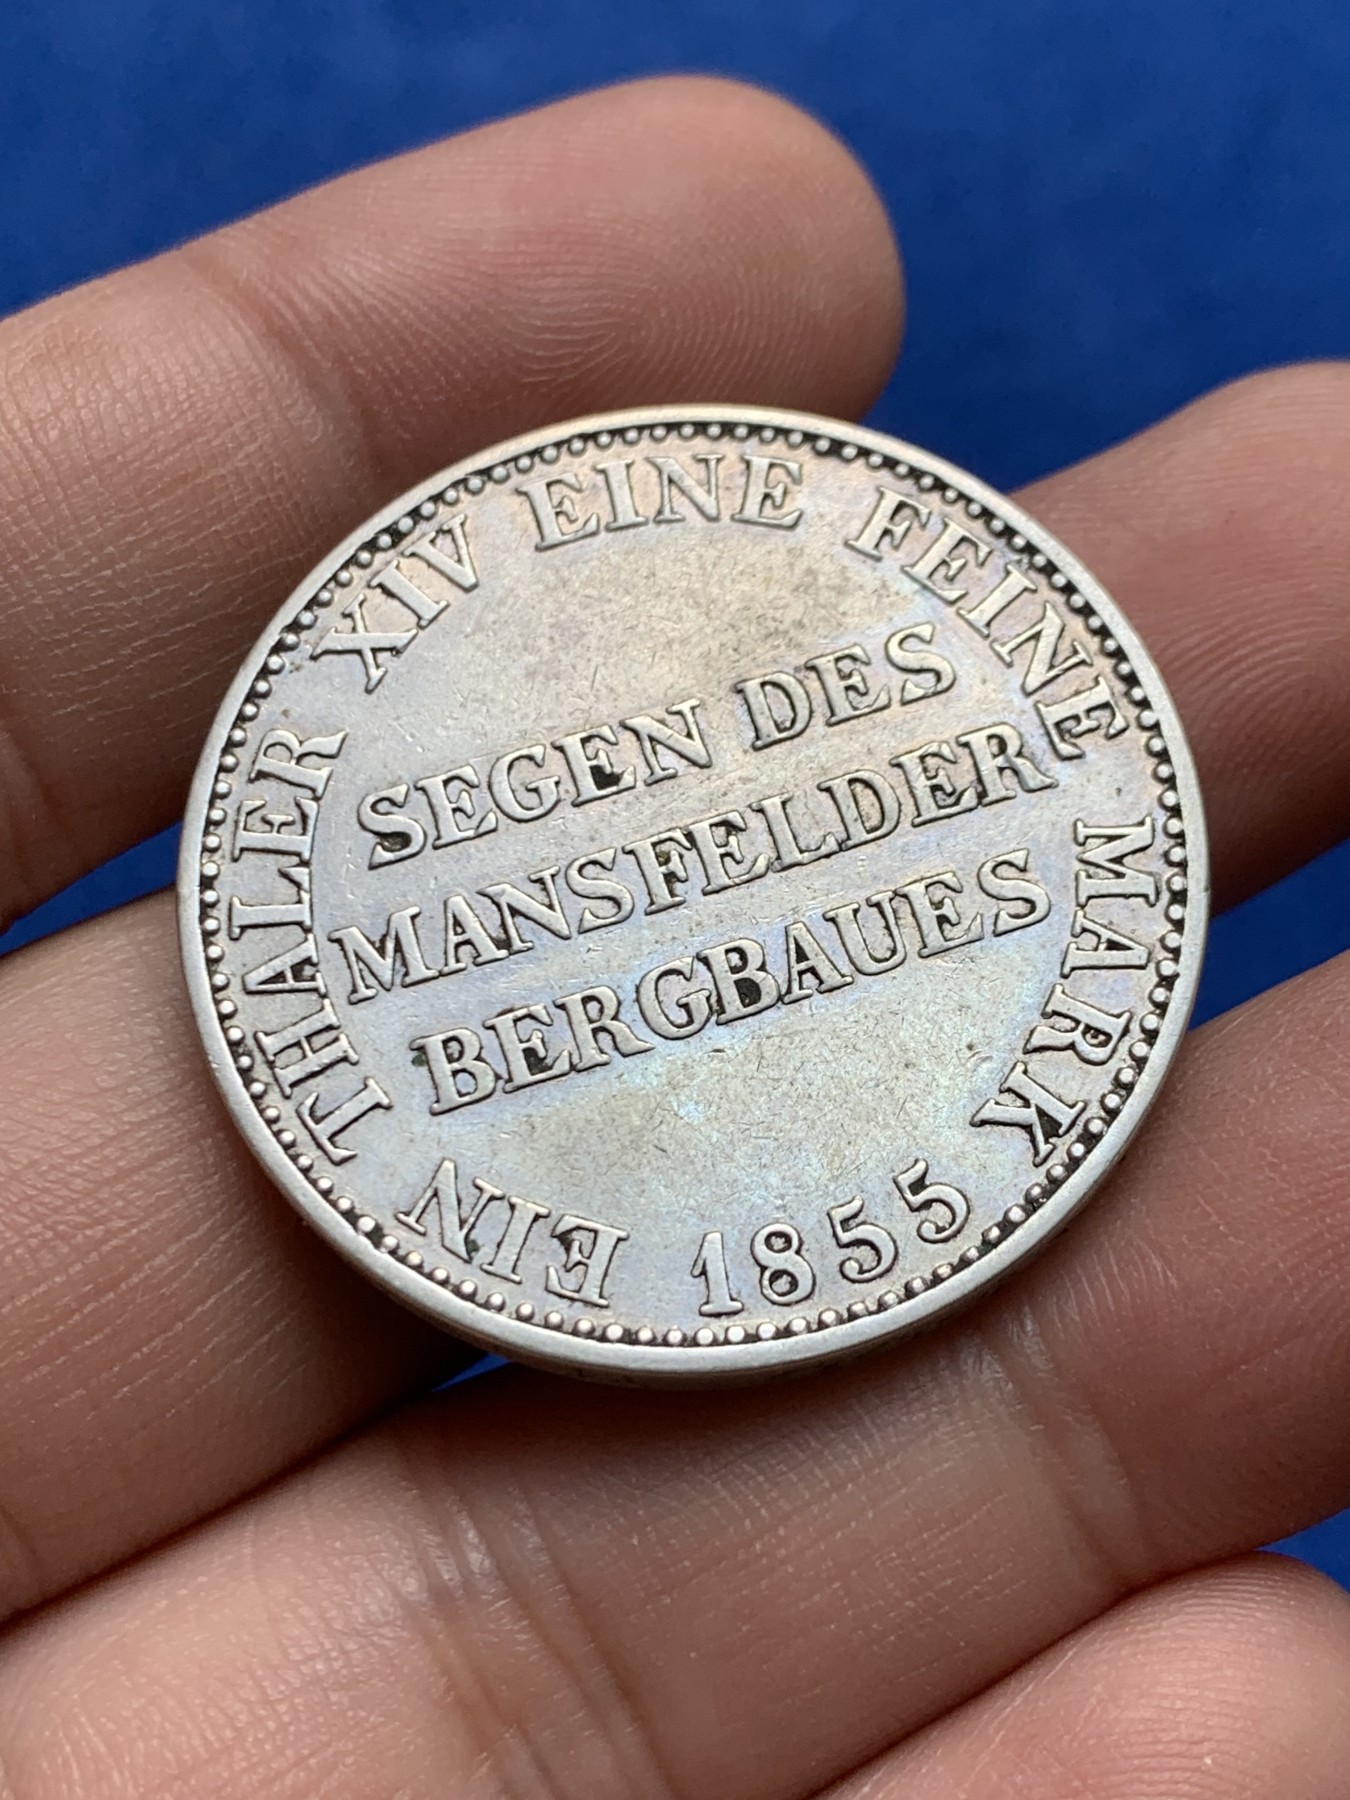 EIN THALER XIV EINE FEINE MARK
SEGEN DES
MANSFELDER
BERGBAUES
1855